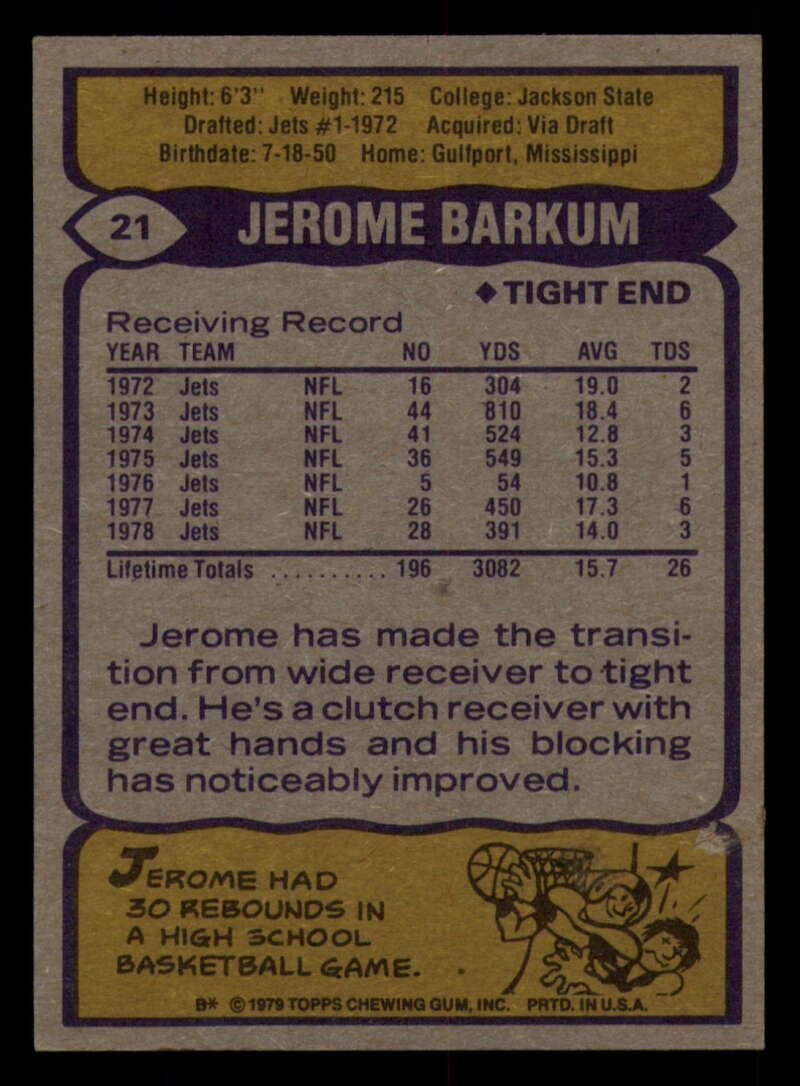 Height: 6'3" Weight: 215 College: Jackson State
Drafted: Jets #1-1972 Acquired: Via Draft
Birthdate: 7-18-50 Home: Gulfport, Mississippi
21 JEROME BARKUM
◆ TIGHT END
Receiving Record
YEAR TEAM NO YDS AVG TDS
1972 Jets NFL 16 304 19.0 2
1973 Jets NFL 44 810 18.4 6
1974 Jets NFL 41 524 12.8 3
1975 Jets NFL 36 549 15.3 5
1976 Jets NFL 5 54 10.8 1
1977 Jets NFL 26 450 17.3 6
1978 Jets NFL 28 391 14.0 3
Lifetime Totals .......... 196 3082 15.7 26
Jerome has made the transi-
tion from wide receiver to tight
end. He's a clutch receiver with
great hands and his blocking
has noticeably improved.
JEROME HAD
30 REBOUNDS IN
A HIGH SCHOOL
BASKETBALL GAME.
B* © 1979 TOPPS CHEWING GUM, INC. PRTD. IN U.S.A.